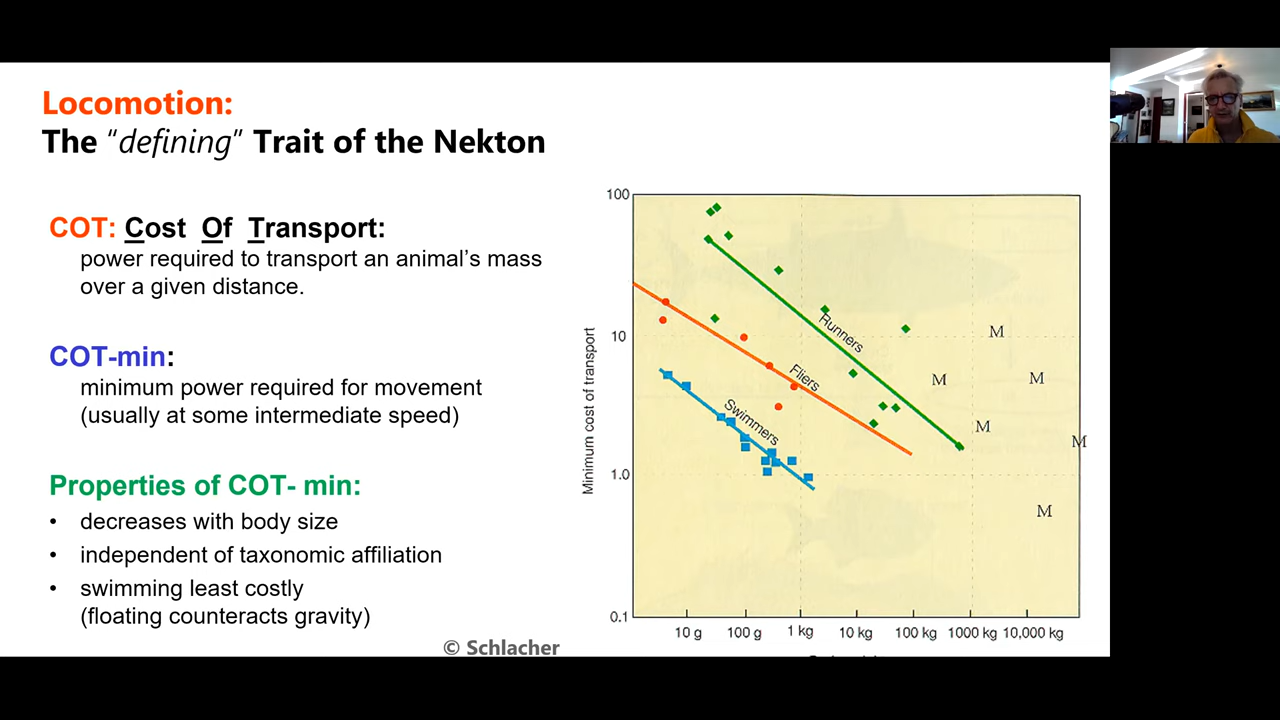 Locomotion:
The “defining” Trait of the Nekton
COT: Cost Of Transport:
power required to transport an animal’s mass
over a given distance.
COT-min:
minimum power required for movement
(usually at some intermediate speed)
Properties of COT- min:
• decreases with body size
• independent of taxonomic affiliation
• swimming least costly
(floating counteracts gravity)
© Schlacher
Minimum cost of transport
100
10
1.0
0.1
Runners
Fliers
Swimmers
M
M
M
M
M
M
10 g 100 g 1 kg 10 kg 100 kg 1000 kg 10,000 kg